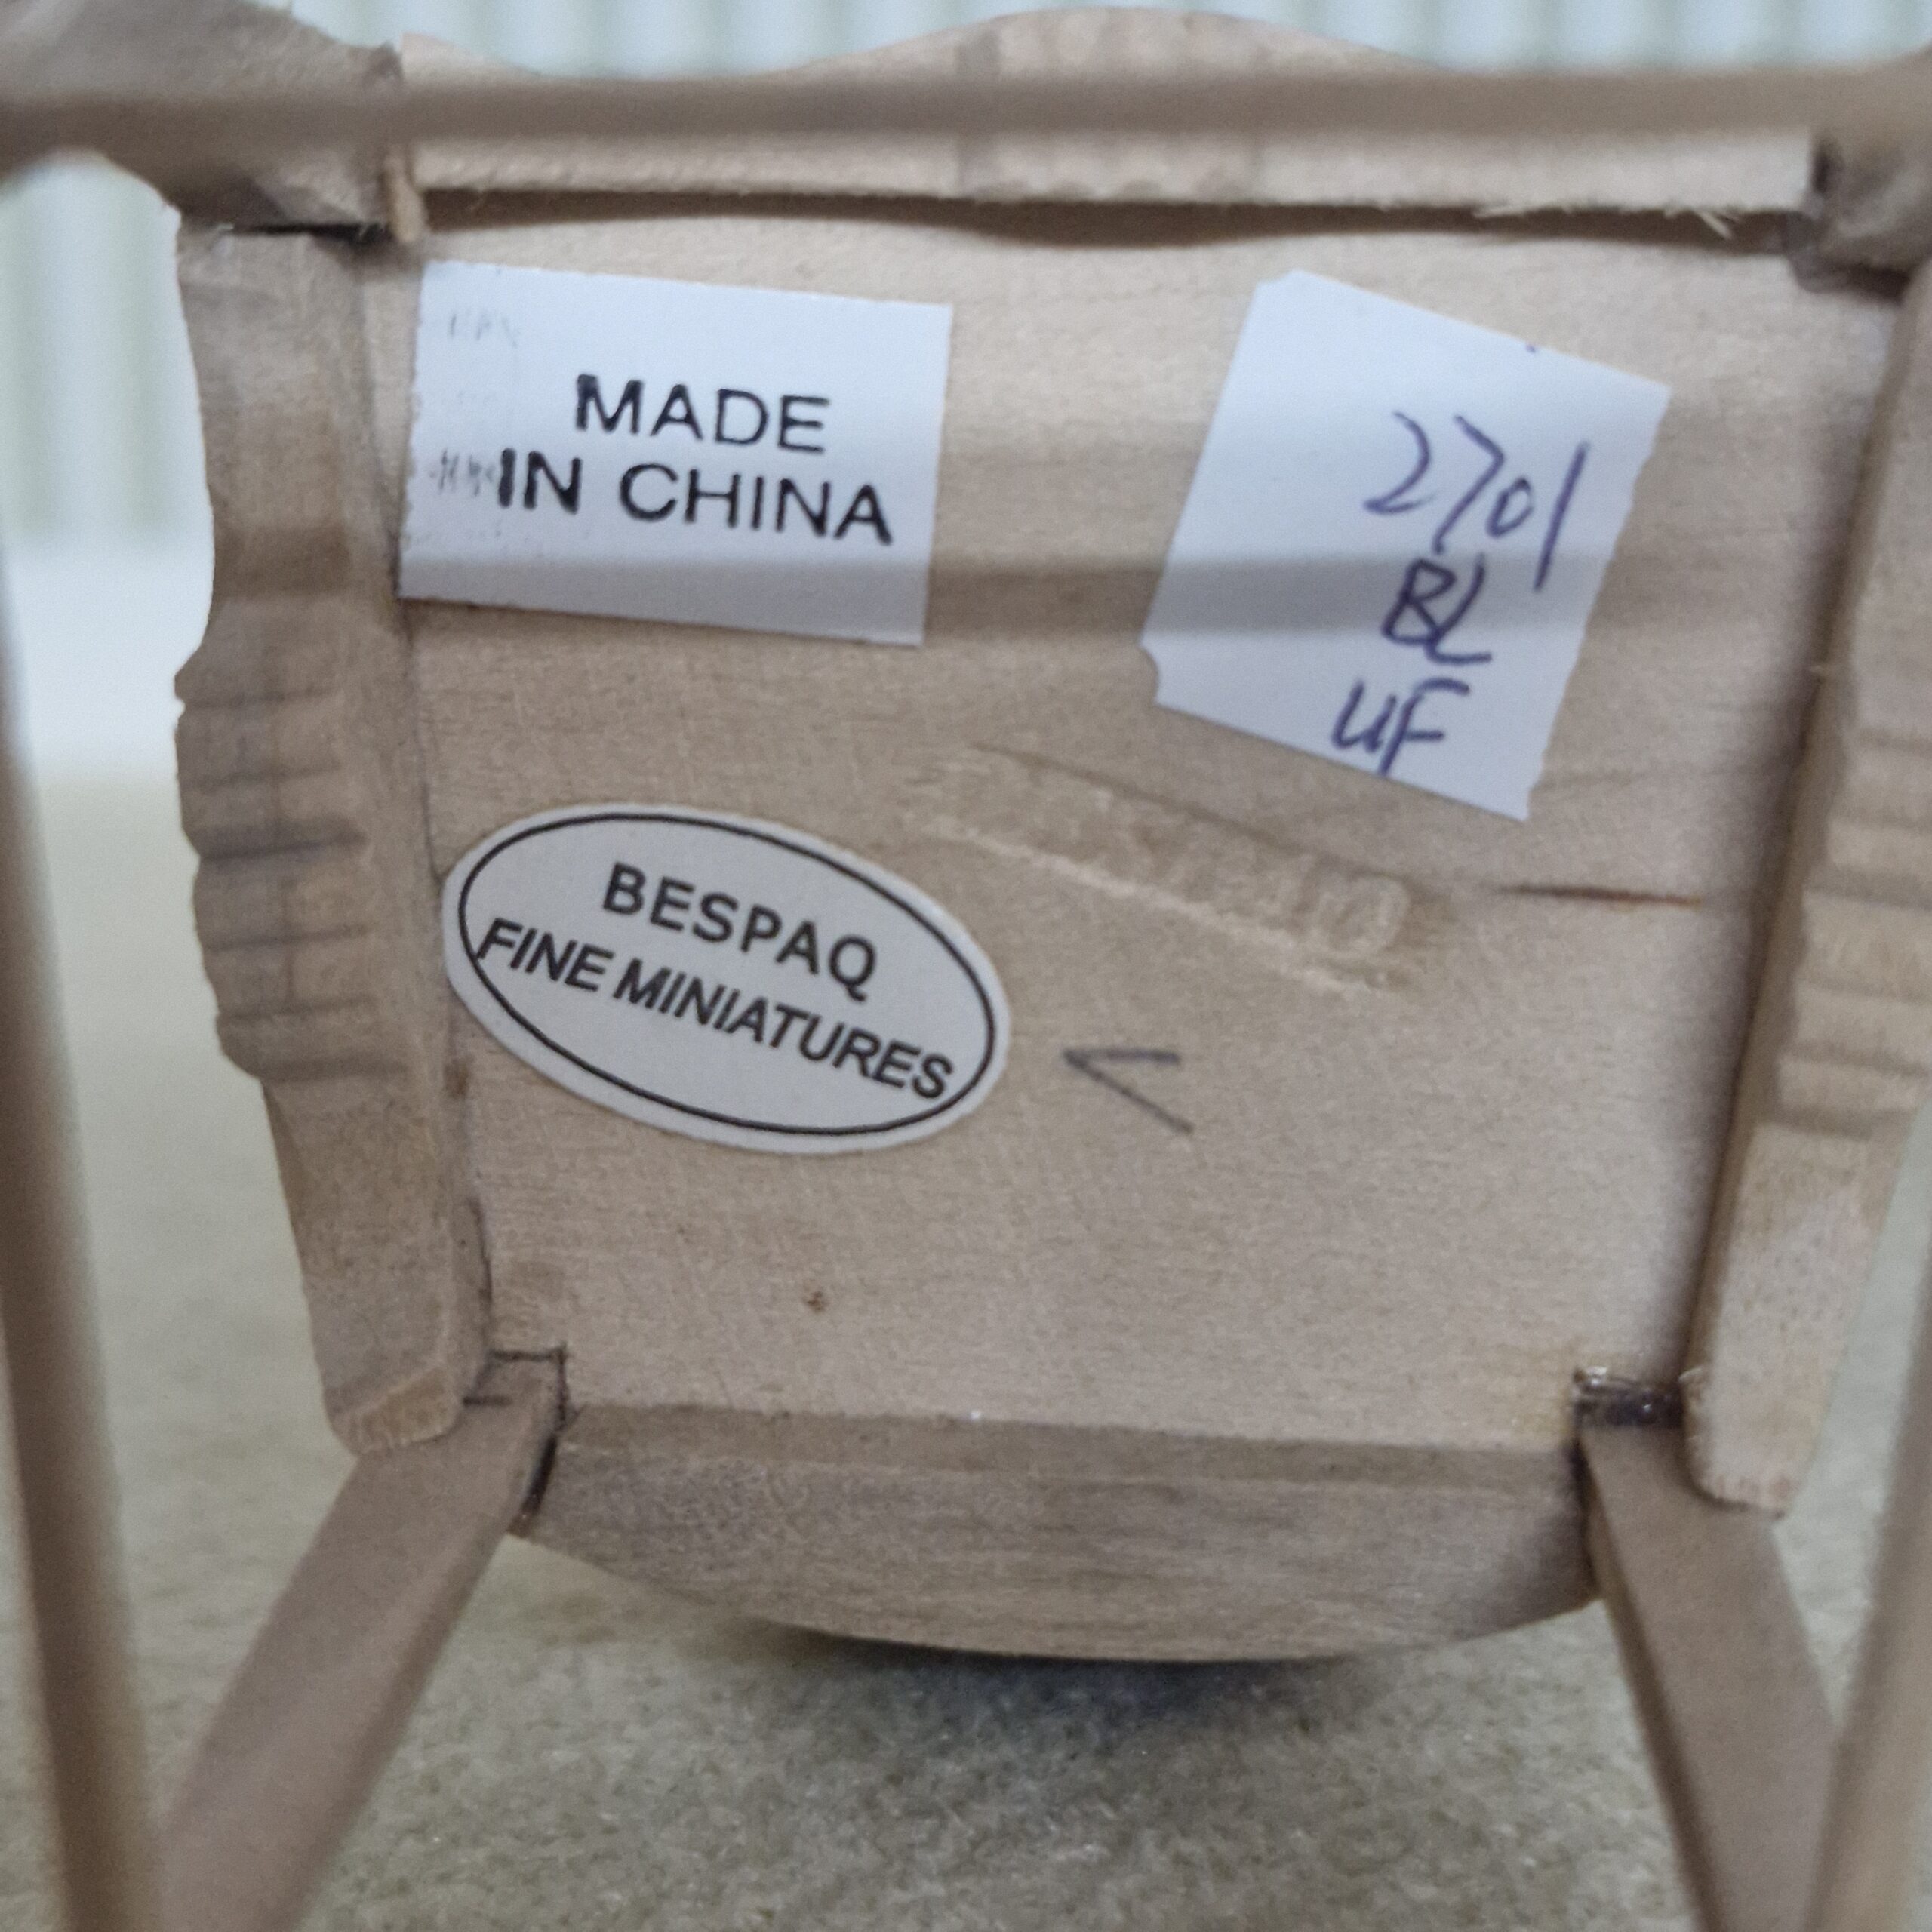 MADE
IN CHINA
2701
BL
UF
BESPAQ
FINE MINIATURES